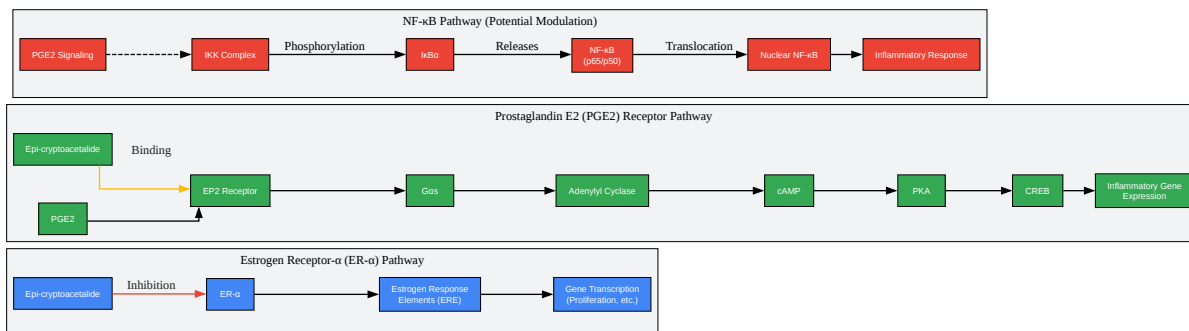 NF-κB Pathway (Potential Modulation)
PGE2 Signaling
IKK Complex
Phosphorylation
IκBα
Releases
NF-κB
(p65/p50)
Translocation
Nuclear NF-κB
Inflammatory Response
Prostaglandin E2 (PGE2) Receptor Pathway
Epi-cryptoacetalide
Binding
PGE2
EP2 Receptor
Gαs
Adenylyl Cyclase
cAMP
PKA
CREB
Inflammatory Gene
Expression
Estrogen Receptor-α (ER-α) Pathway
Epi-cryptoacetalide
Inhibition
ER-α
Estrogen Response
Elements (ERE)
Gene Transcription
(Proliferation, etc.)